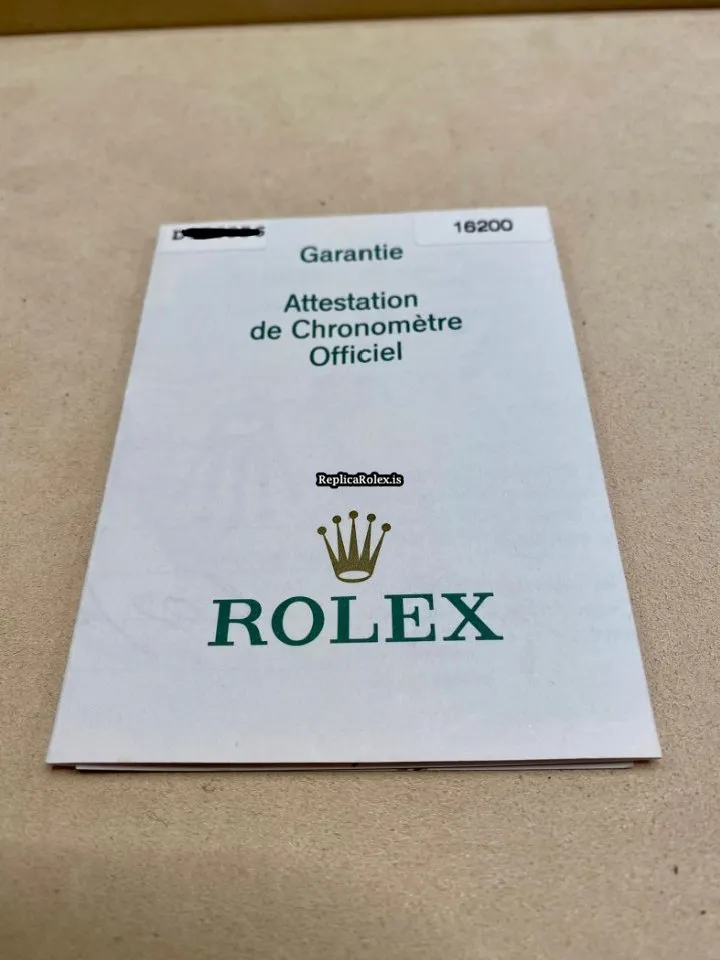 16200
Garantie
Attestation
de Chronomètre
Officiel
ReplicaRolex.is
ROLEX